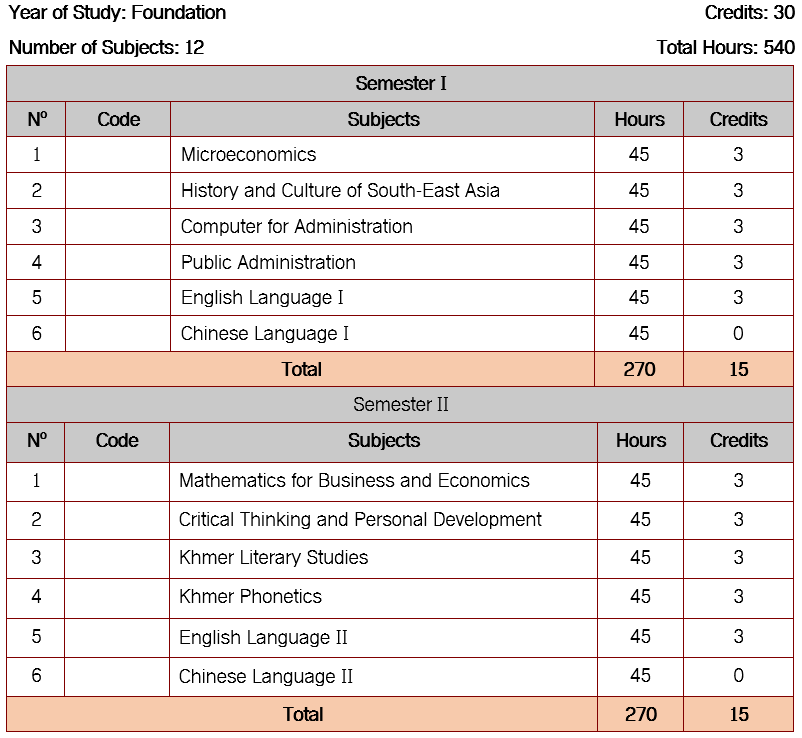 Year of Study: Foundation Credits: 30
Number of Subjects: 12 Total Hours: 540
Semester I
Nº Code Subjects Hours Credits
1 Microeconomics 45 3
2 History and Culture of South-East Asia 45 3
3 Computer for Administration 45 3
4 Public Administration 45 3
5 English Language I 45 3
6 Chinese Language I 45 0
Total 270 15
Semester II
Nº Code Subjects Hours Credits
1 Mathematics for Business and Economics 45 3
2 Critical Thinking and Personal Development 45 3
3 Khmer Literary Studies 45 3
4 Khmer Phonetics 45 3
5 English Language II 45 3
6 Chinese Language II 45 0
Total 270 15